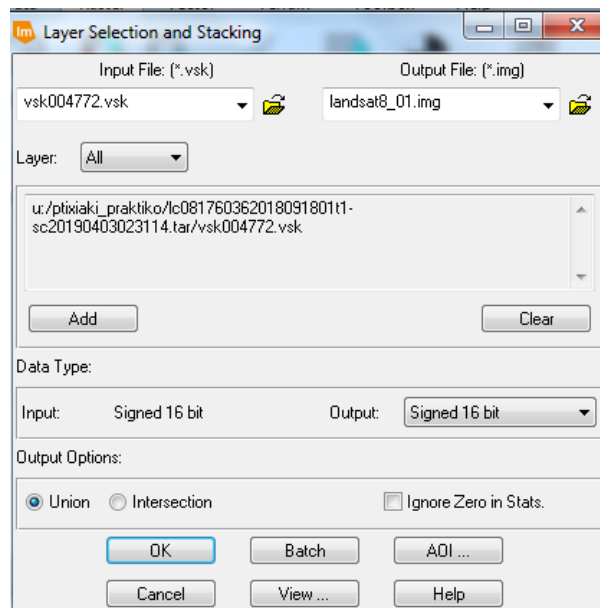 Layer Selection and Stacking
Input File: (*.vsk) Output File: (*.img)
vsk004772.vsk landsat8_01.img
Layer: All
u:/ptixiaki_praktiko/lc081760362018091801t1-
sc20190403023114.tar/vsk004772.vsk
Add Clear
Data Type:
Input: Signed 16 bit Output: Signed 16 bit
Output Options:
Union Intersection Ignore Zero in Stats.
OK Batch AOI ...
Cancel View ... Help